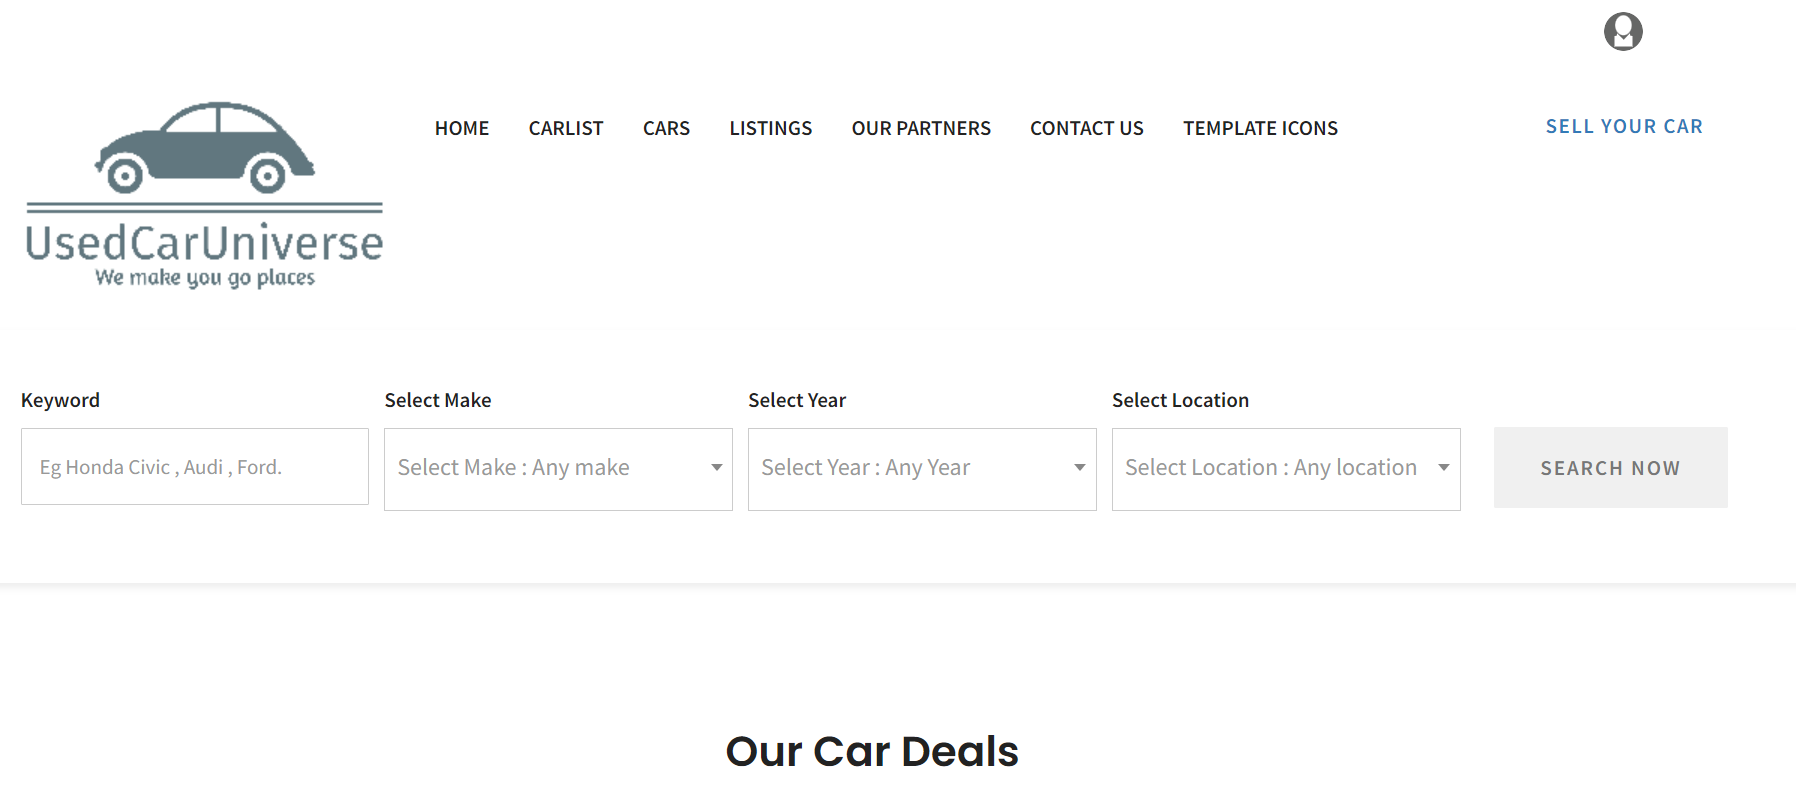 HOME CARLIST CARS LISTINGS OUR PARTNERS CONTACT US TEMPLATE ICONS SELL YOUR CAR
UsedCarUniverse
We make you go places
Keyword Select Make Select Year Select Location
Eg Honda Civic , Audi , Ford. Select Make : Any make Select Year : Any Year Select Location : Any location SEARCH NOW
Our Car Deals